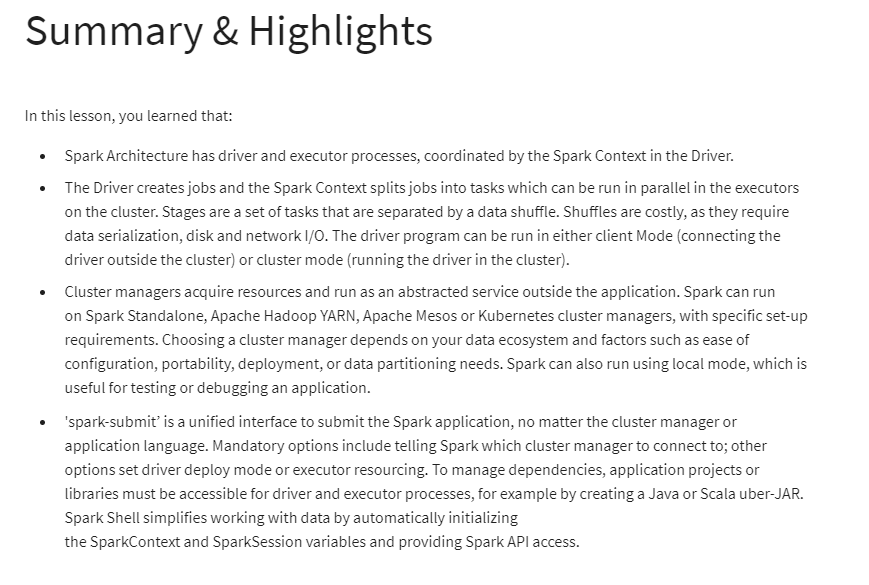 Summary & Highlights
In this lesson, you learned that:
• Spark Architecture has driver and executor processes, coordinated by the Spark Context in the Driver.
• The Driver creates jobs and the Spark Context splits jobs into tasks which can be run in parallel in the executors
on the cluster. Stages are a set of tasks that are separated by a data shuffle. Shuffles are costly, as they require
data serialization, disk and network I/O. The driver program can be run in either client Mode (connecting the
driver outside the cluster) or cluster mode (running the driver in the cluster).
• Cluster managers acquire resources and run as an abstracted service outside the application. Spark can run
on Spark Standalone, Apache Hadoop YARN, Apache Mesos or Kubernetes cluster managers, with specific set-up
requirements. Choosing a cluster manager depends on your data ecosystem and factors such as ease of
configuration, portability, deployment, or data partitioning needs. Spark can also run using local mode, which is
useful for testing or debugging an application.
• 'spark-submit’ is a unified interface to submit the Spark application, no matter the cluster manager or
application language. Mandatory options include telling Spark which cluster manager to connect to; other
options set driver deploy mode or executor resourcing. To manage dependencies, application projects or
libraries must be accessible for driver and executor processes, for example by creating a Java or Scala uber-JAR.
Spark Shell simplifies working with data by automatically initializing
the SparkContext and SparkSession variables and providing Spark API access.